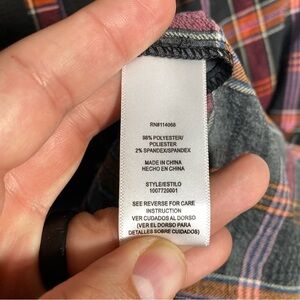 RN#114068
98% POLYESTER/
POLIESTER
2% SPANDEX/SPANDEX
MADE IN CHINA
HECHO EN CHINA
STYLE/ESTILO
1007720001
SEE REVERSE FOR CARE
INSTRUCTION
VER CUIDADOS AL DORSO
(VER EL DORSO PARA
DETALLES SOBRE CUIDADOS)